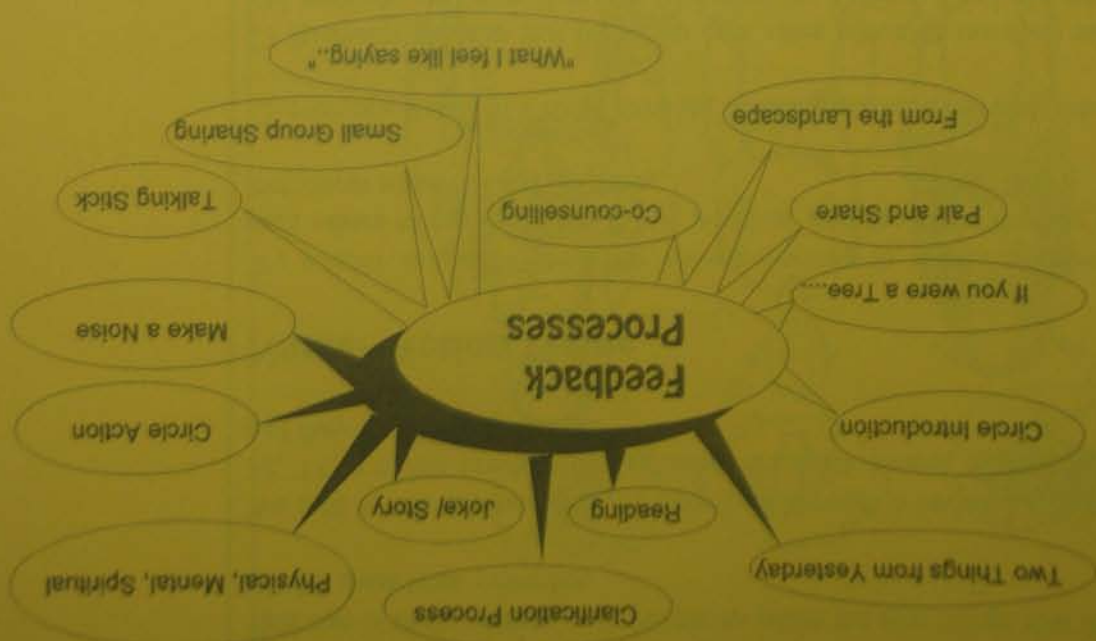 Two Things from Yesterday
Clarification
Process
Physical, Mental, Spiritual
Reading
Joke/ Story
Circle Introduction
Circle Action
Feedback
Processes
If you were a Tree....
Make a Noise
Pair and Share
Co-counselling
Talking Stick
From the Landscape
Small Group Sharing
"What I feel like saying.."